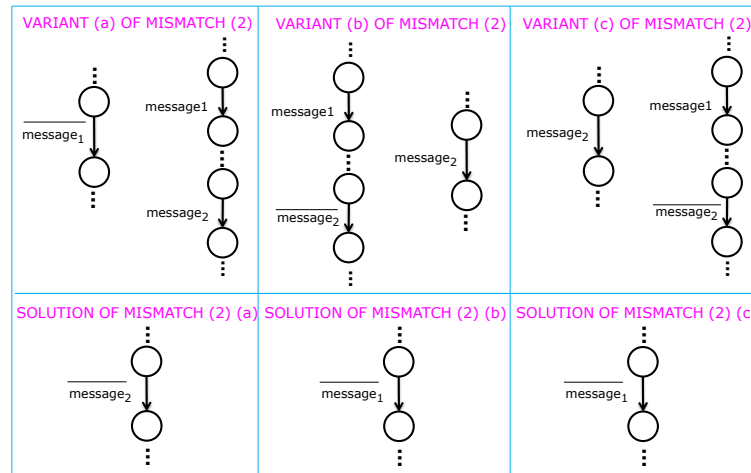 VARIANT (a) OF MISMATCH (2)
message1
message₁
message2
VARIANT (b) OF MISMATCH (2)
message1
message₂
message₂
VARIANT (c) OF MISMATCH (2)
message1
message₂
message₂
SOLUTION OF MISMATCH (2) (a)
message₂
SOLUTION OF MISMATCH (2) (b)
message₁
SOLUTION OF MISMATCH (2) (c
message₁